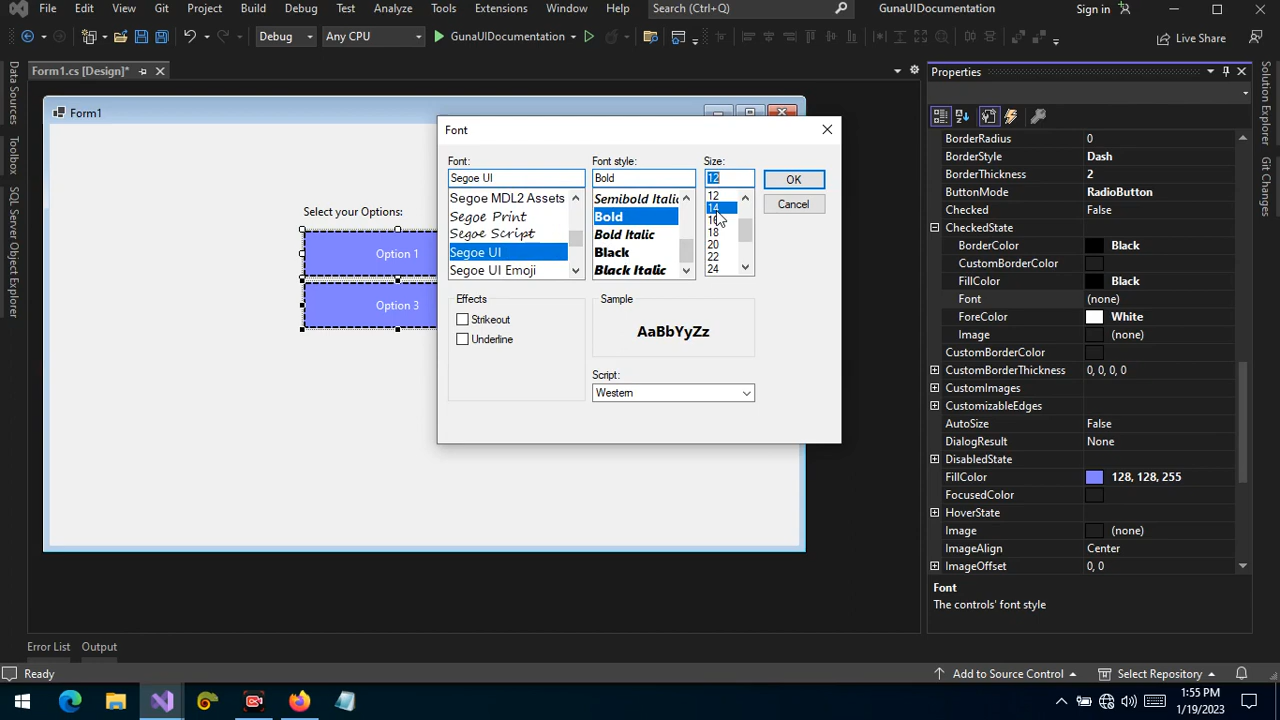 File Edit View Git Project Build Debug Test Analyze Tools Extensions Window Help Search (Ctrl+Q) GunaUIDocumentation Sign in
Debug Any CPU GunaUIDocumentation Live Share
Form1.cs [Design]*
Data Sources
Toolbox
SQL Server Object Explorer
Form1
Select your Options:
Option 1
Option 3
Font
Font: Font style: Size:
Segoe UI Bold 12
Segoe MDL2 Assets
Segoe Print
Segoe Script
Segoe UI
Segoe UI Emoji
Semibold Italic
Bold
Bold Italic
Black
Black Italic
12
14
16
18
20
22
24
OK
Cancel
Effects
Strikeout
Underline
Sample
AaBbYyZz
Script:
Western
Properties
BorderRadius 0
BorderStyle Dash
BorderThickness 2
ButtonMode RadioButton
Checked False
CheckedState
BorderColor Black
CustomBorderColor
FillColor Black
Font (none)
ForeColor White
Image (none)
CustomBorderColor
CustomBorderThickness 0, 0, 0, 0
CustomImages
CustomizableEdges
AutoSize False
DialogResult None
DisabledState
FillColor 128, 128, 255
FocusedColor
HoverState
Image (none)
ImageAlign Center
ImageOffset 0, 0
Font
The controls' font style
Solution Explorer
Git Changes
Error List Output
Ready Add to Source Control Select Repository
1:55 PM
1/19/2023